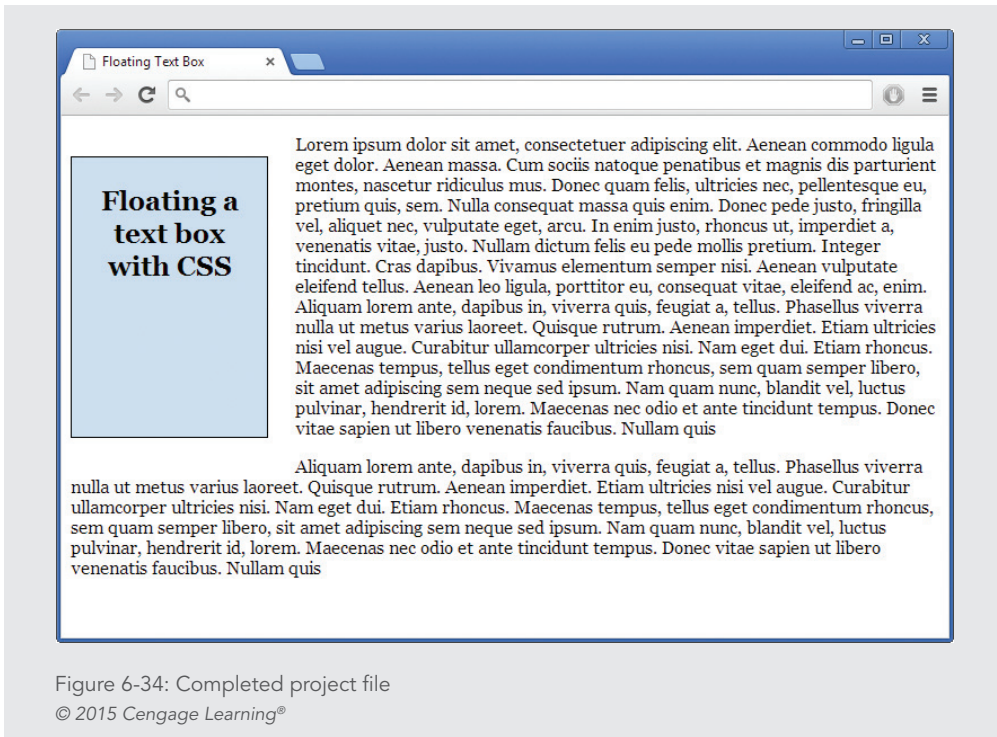 Floating Text Box
Floating a
text box
with CSS
Lorem ipsum dolor sit amet, consectetuer adipiscing elit. Aenean commodo ligula
eget dolor. Aenean massa. Cum sociis natoque penatibus et magnis dis parturient
montes, nascetur ridiculus mus. Donec quam felis, ultricies nec, pellentesque eu,
pretium quis, sem. Nulla consequat massa quis enim. Donec pede justo, fringilla
vel, aliquet nec, vulputate eget, arcu. In enim justo, rhoncus ut, imperdiet a,
venenatis vitae, justo. Nullam dictum felis eu pede mollis pretium. Integer
tincidunt. Cras dapibus. Vivamus elementum semper nisi. Aenean vulputate
eleifend tellus. Aenean leo ligula, porttitor eu, consequat vitae, eleifend ac, enim.
Aliquam lorem ante, dapibus in, viverra quis, feugiat a, tellus. Phasellus viverra
nulla ut metus varius laoreet. Quisque rutrum. Aenean imperdiet. Etiam ultricies
nisi vel augue. Curabitur ullamcorper ultricies nisi. Nam eget dui. Etiam rhoncus.
Maecenas tempus, tellus eget condimentum rhoncus, sem quam semper libero,
sit amet adipiscing sem neque sed ipsum. Nam quam nunc, blandit vel, luctus
pulvinar, hendrerit id, lorem. Maecenas nec odio et ante tincidunt tempus. Donec
vitae sapien ut libero venenatis faucibus. Nullam quis
Aliquam lorem ante, dapibus in, viverra quis, feugiat a, tellus. Phasellus viverra
nulla ut metus varius laoreet. Quisque rutrum. Aenean imperdiet. Etiam ultricies nisi vel augue. Curabitur
ullamcorper ultricies nisi. Nam eget dui. Etiam rhoncus. Maecenas tempus, tellus eget condimentum rhoncus,
sem quam semper libero, sit amet adipiscing sem neque sed ipsum. Nam quam nunc, blandit vel, luctus
pulvinar, hendrerit id, lorem. Maecenas nec odio et ante tincidunt tempus. Donec vitae sapien ut libero
venenatis faucibus. Nullam quis
Figure 6-34: Completed project file
© 2015 Cengage Learning®